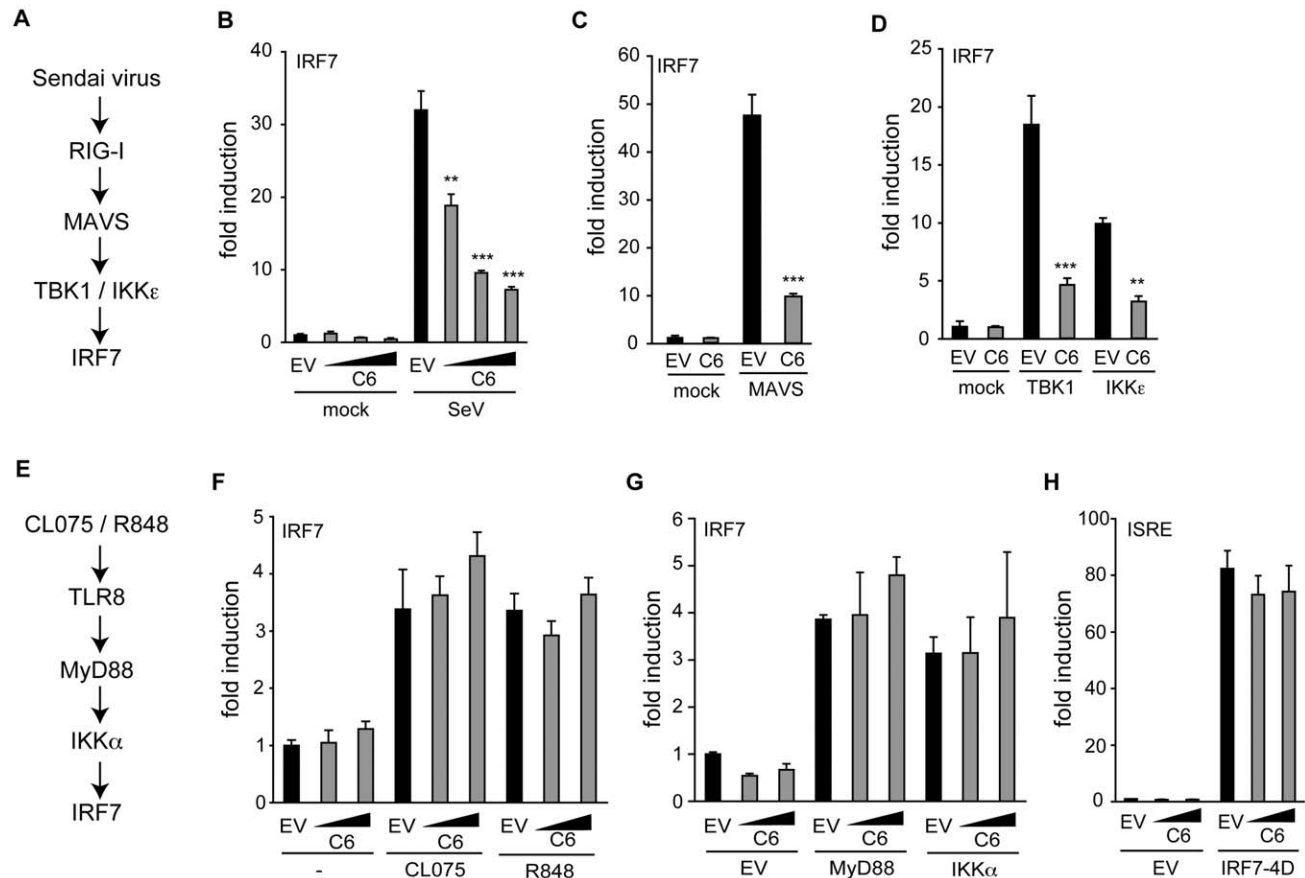 A
Sendai virus
RIG-I
MAVS
TBK1 / IKKε
IRF7
B
IRF7
fold induction
40
30
20
10
0
**
***
***
EV
C6
mock
EV
C6
SeV
C
IRF7
fold induction
60
50
40
30
20
10
0
***
EV C6
mock
EV C6
MAVS
D
IRF7
fold induction
25
20
15
10
5
0
***
**
EV C6
mock
EV C6
TBK1
EV C6
IKKε
E
CL075 / R848
TLR8
MyD88
IKKα
IRF7
F
IRF7
fold induction
5
4
3
2
1
0
EV
C6
-
EV
C6
CL075
EV
C6
R848
G
IRF7
fold induction
6
5
4
3
2
1
0
EV
C6
EV
EV
C6
MyD88
EV
C6
IKKα
H
ISRE
fold induction
100
80
60
40
20
0
EV
C6
EV
EV
C6
IRF7-4D